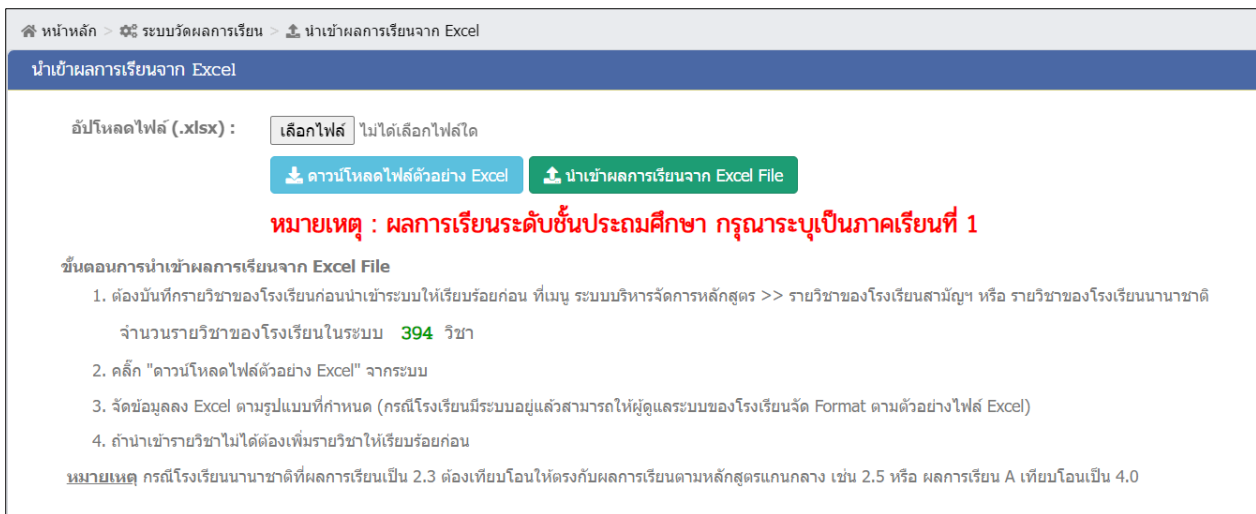 หน้าหลัก > ระบบวัดผลการเรียน > นำเข้าผลการเรียนจาก Excel
นำเข้าผลการเรียนจาก Excel
อัปโหลดไฟล์ (.xlsx) : เลือกไฟล์ ไม่ได้เลือกไฟล์ใด
ดาวน์โหลดไฟล์ตัวอย่าง Excel นำเข้าผลการเรียนจาก Excel File
หมายเหตุ : ผลการเรียนระดับชั้นประถมศึกษา กรุณาระบุเป็นภาคเรียนที่ 1
ขั้นตอนการนำเข้าผลการเรียนจาก Excel File
1. ต้องบันทึกรายวิชาของโรงเรียนก่อนนำเข้าระบบให้เรียบร้อยก่อน ที่เมนู ระบบบริหารจัดการหลักสูตร >> รายวิชาของโรงเรียนสามัญฯ หรือ รายวิชาของโรงเรียนนานาชาติ
จำนวนรายวิชาของโรงเรียนในระบบ 394 วิชา
2. คลิ๊ก "ดาวน์โหลดไฟล์ตัวอย่าง Excel" จากระบบ
3. จัดข้อมูลลง Excel ตามรูปแบบที่กำหนด (กรณีโรงเรียนมีระบบอยู่แล้วสามารถให้ผู้ดูแลระบบของโรงเรียนจัด Format ตามตัวอย่างไฟล์ Excel)
4. ถ้านำเข้ารายวิชาไม่ได้ต้องเพิ่มรายวิชาให้เรียบร้อยก่อน
หมายเหตุ กรณีโรงเรียนนานาชาติที่ผลการเรียนเป็น 2.3 ต้องเทียบโอนให้ตรงกับผลการเรียนตามหลักสูตรแกนกลาง เช่น 2.5 หรือ ผลการเรียน A เทียบโอนเป็น 4.0